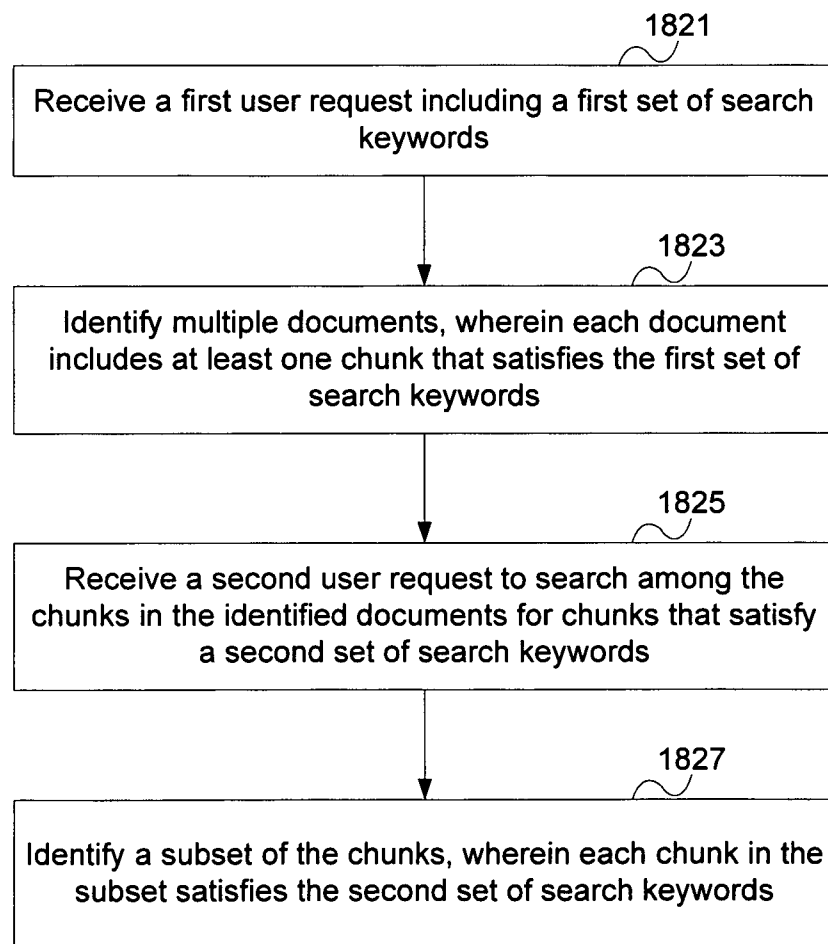 1821
Receive a first user request including a first set of search
keywords
1823
Identify multiple documents, wherein each document
includes at least one chunk that satisfies the first set of
search keywords
1825
Receive a second user request to search among the
chunks in the identified documents for chunks that satisfy
a second set of search keywords
1827
Identify a subset of the chunks, wherein each chunk in the
subset satisfies the second set of search keywords